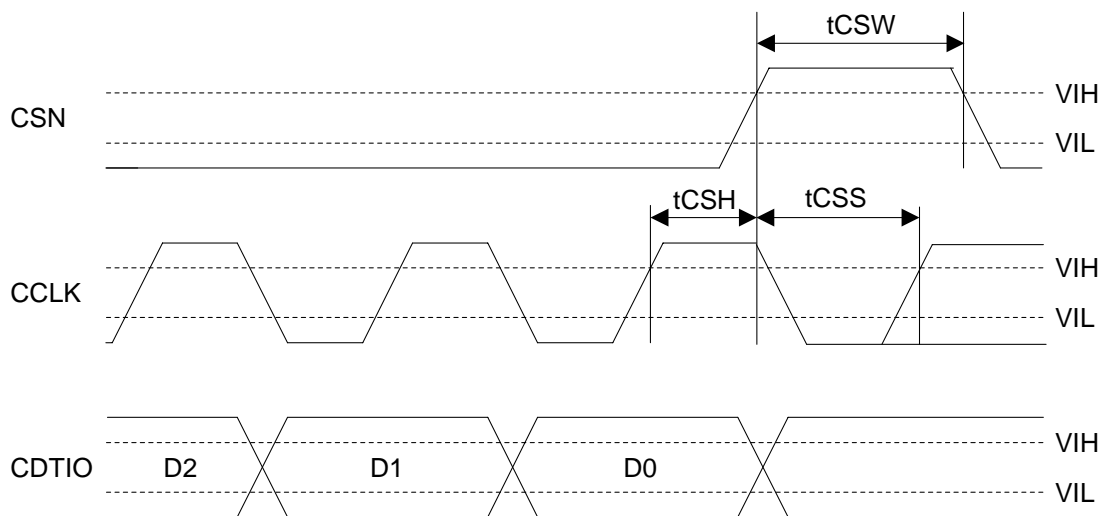 tCSW
CSN
VIH
VIL
tCSH
tCSS
CCLK
VIH
VIL
CDTIO
D2
D1
D0
VIH
VIL